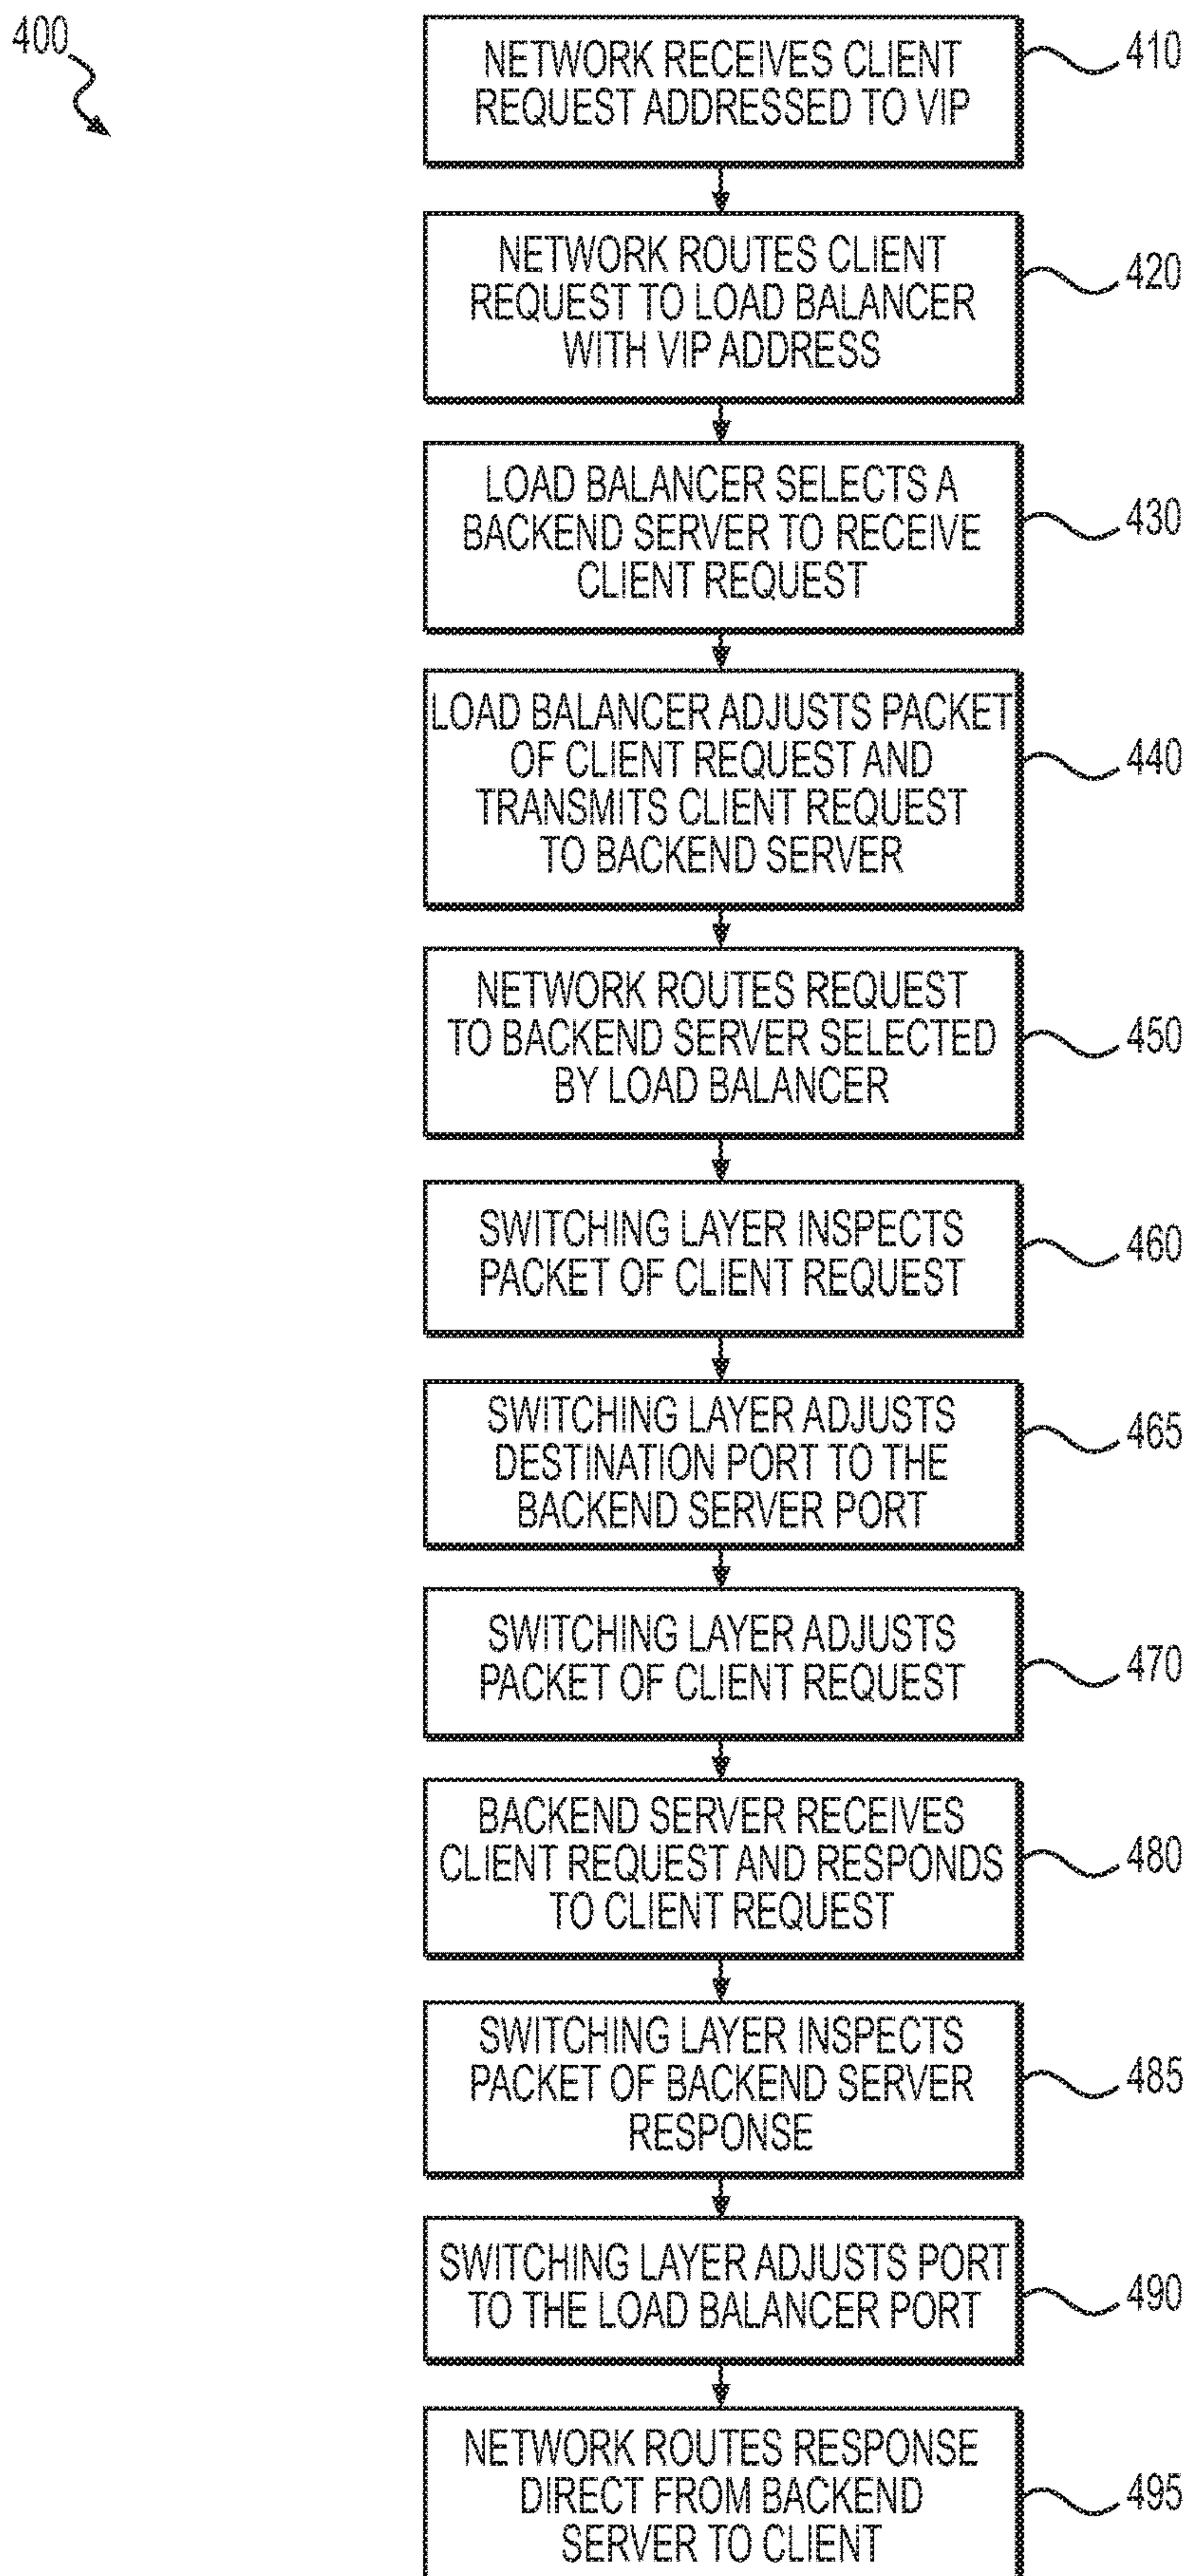 400
NETWORK RECEIVES CLIENT
REQUEST ADDRESSED TO VIP
410
NETWORK ROUTES CLIENT
REQUEST TO LOAD BALANCER
WITH VIP ADDRESS
420
LOAD BALANCER SELECTS A
BACKEND SERVER TO RECEIVE
CLIENT REQUEST
430
LOAD BALANCER ADJUSTS PACKET
OF CLIENT REQUEST AND
TRANSMITS CLIENT REQUEST
TO BACKEND SERVER
440
NETWORK ROUTES REQUEST
TO BACKEND SERVER SELECTED
BY LOAD BALANCER
450
SWITCHING LAYER INSPECTS
PACKET OF CLIENT REQUEST
460
SWITCHING LAYER ADJUSTS
DESTINATION PORT TO THE
BACKEND SERVER PORT
465
SWITCHING LAYER ADJUSTS
PACKET OF CLIENT REQUEST
470
BACKEND SERVER RECEIVES
CLIENT REQUEST AND RESPONDS
TO CLIENT REQUEST
480
SWITCHING LAYER INSPECTS
PACKET OF BACKEND SERVER
RESPONSE
485
SWITCHING LAYER ADJUSTS PORT
TO THE LOAD BALANCER PORT
490
NETWORK ROUTES RESPONSE
DIRECT FROM BACKEND
SERVER TO CLIENT
495